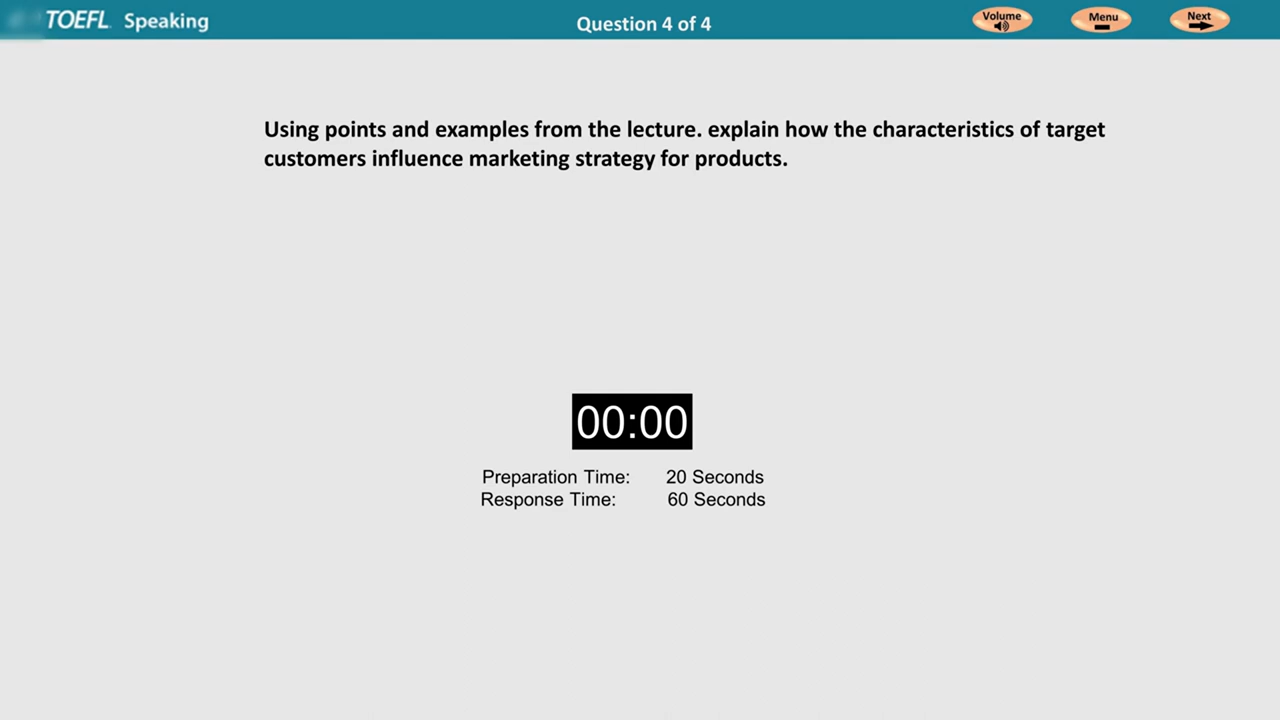 TOEFL Speaking
Question 4 of 4
Volume
Menu
Next
Using points and examples from the lecture. explain how the characteristics of target
customers influence marketing strategy for products.
00:00
Preparation Time: 20 Seconds
Response Time: 60 Seconds